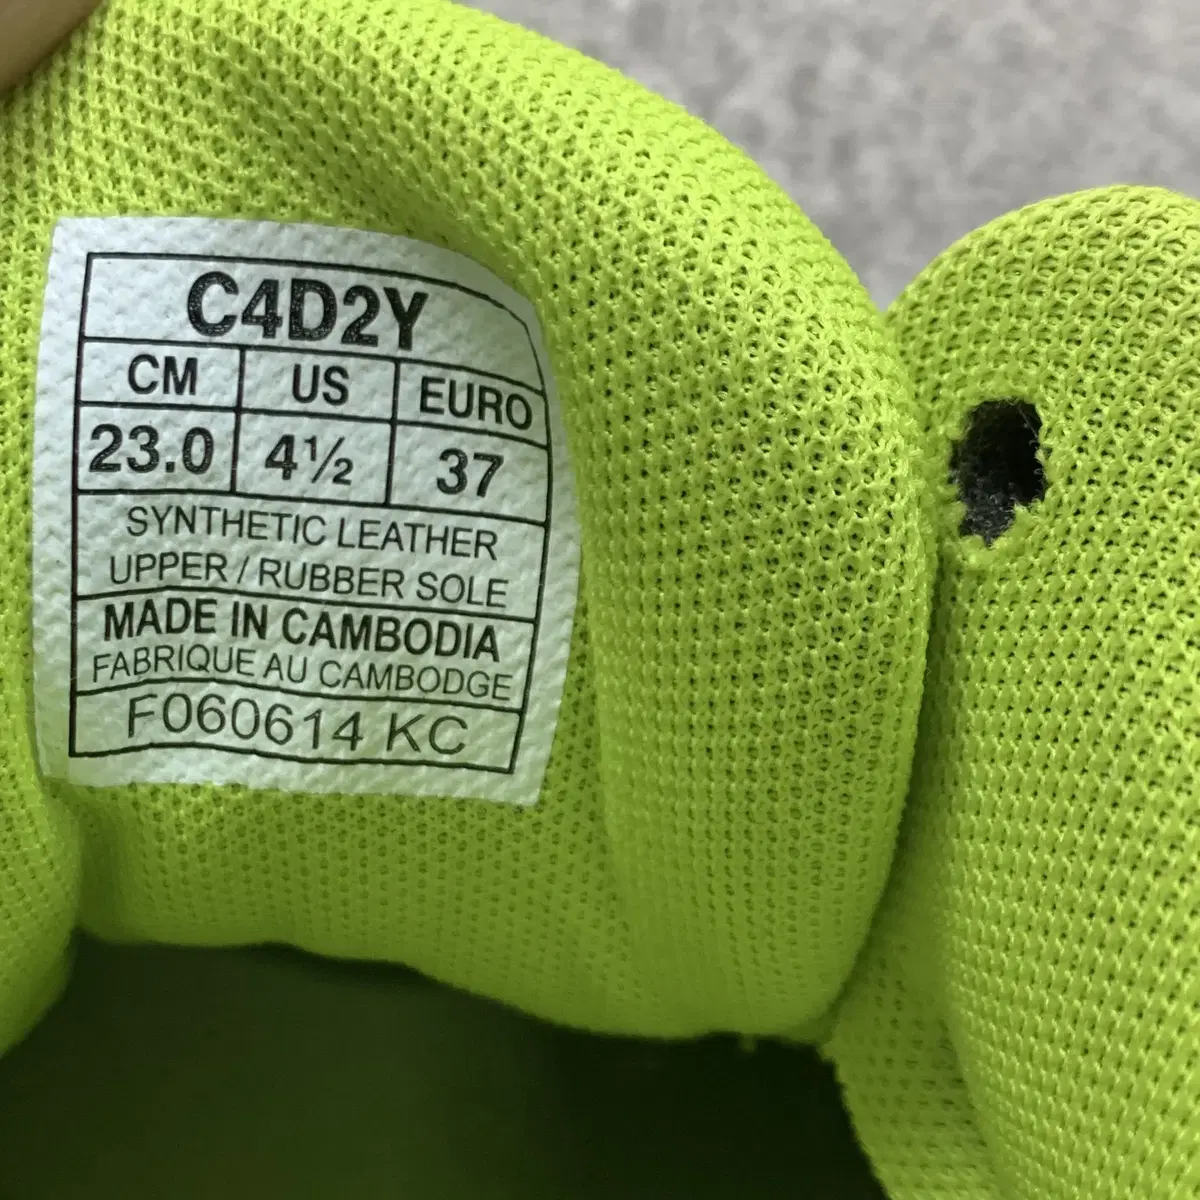 C4D2Y
CM US EURO
23.0 4½ 37
SYNTHETIC LEATHER
UPPER / RUBBER SOLE
MADE IN CAMBODIA
FABRIQUE AU CAMBODGE
F060614 KC